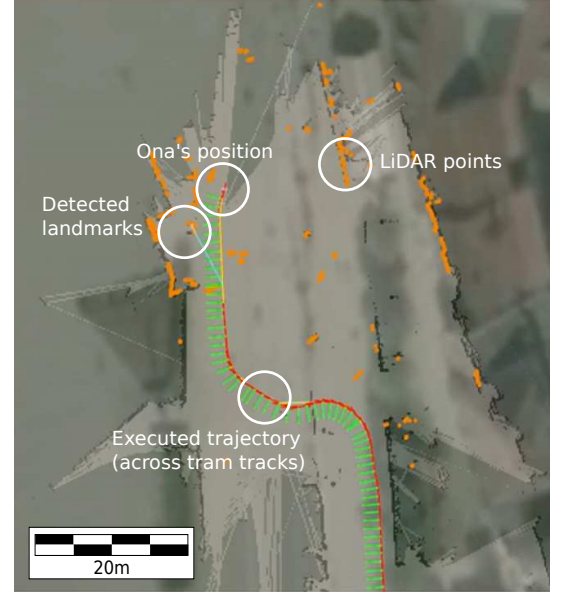 Ona's position
LiDAR points
Detected
landmarks
Executed trajectory
(across tram tracks)
20m